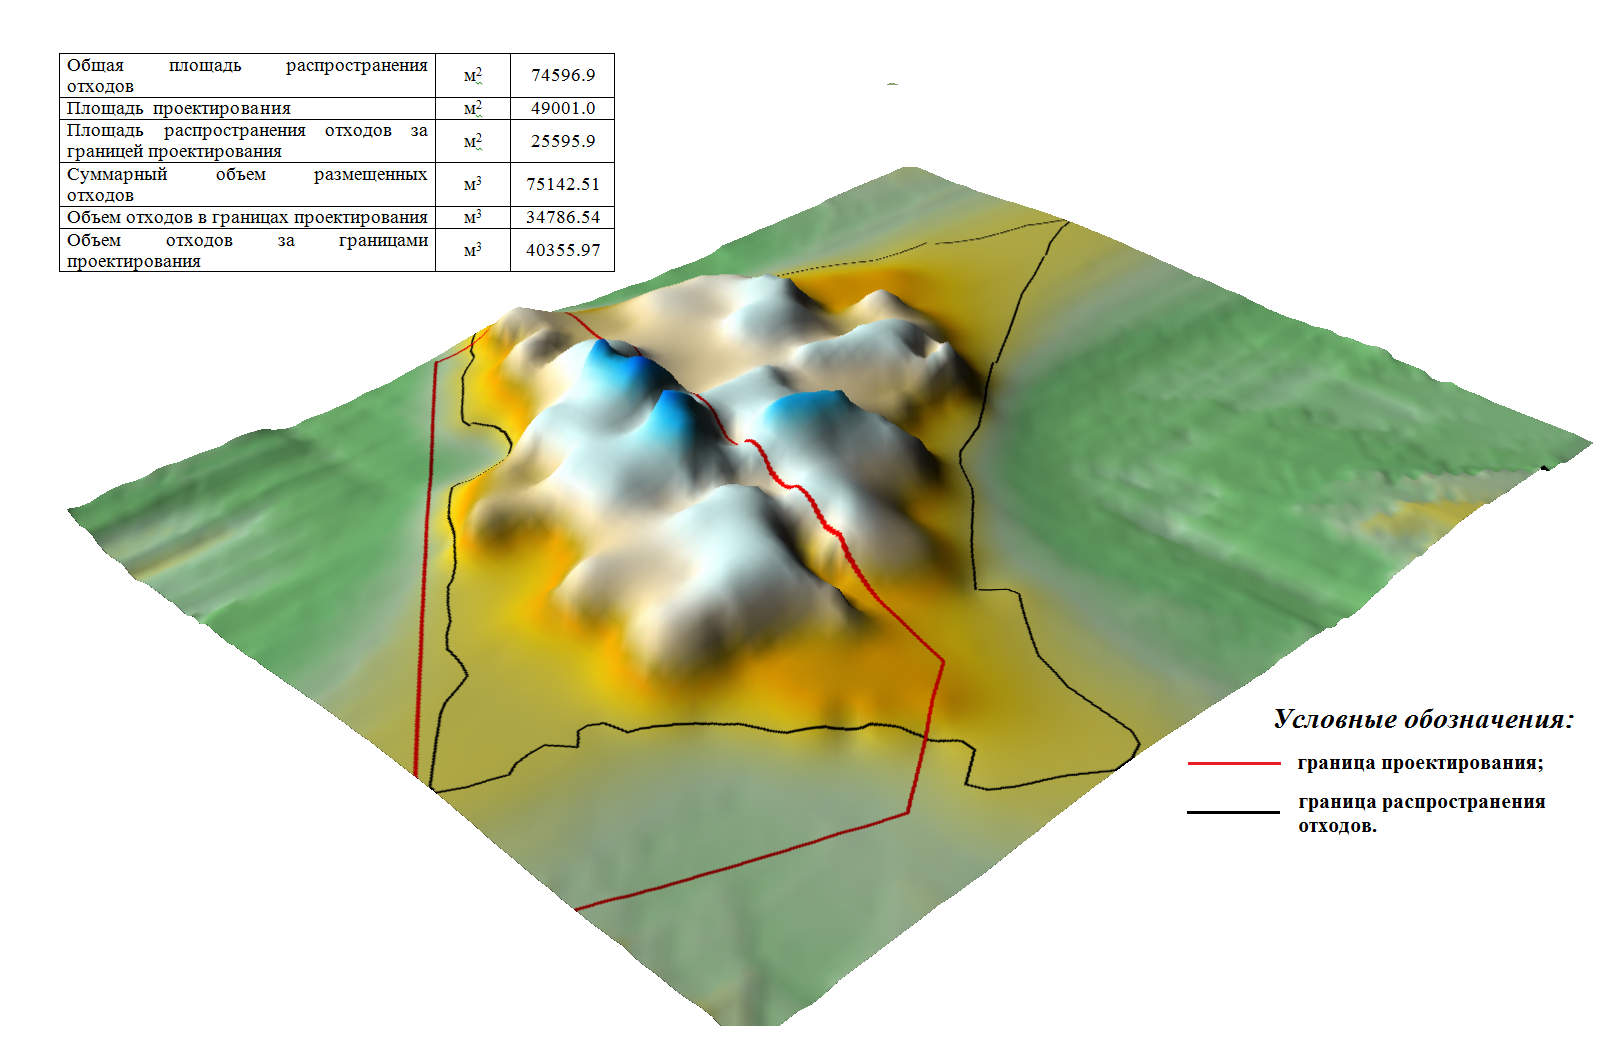 Общая площадь распространения
отходов
м2
74596.9
Площадь проектирования
м2
49001.0
Площадь распространения отходов за
границей проектирования
м2
25595.9
Суммарный объем размещенных
отходов
м3
75142.51
Объем отходов в границах проектирования
м3
34786.54
Объем отходов за границами
проектирования
м3
40355.97
Условные обозначения:
граница проектирования;
граница распространения
отходов.